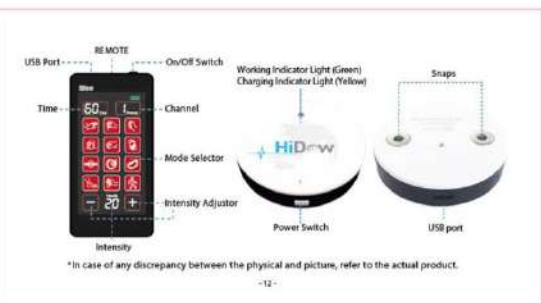 REMOTE
USB Port
On/Off Switch
Time
60
1
Channel
Mode Selector
Intensity Adjustor
- 20 +
Intensity
Working Indicator Light (Green)
Charging Indicator Light (Yellow)
HiDow
Power Switch
Snaps
USB port
*In case of any discrepancy between the physical and picture, refer to the actual product.
-12-